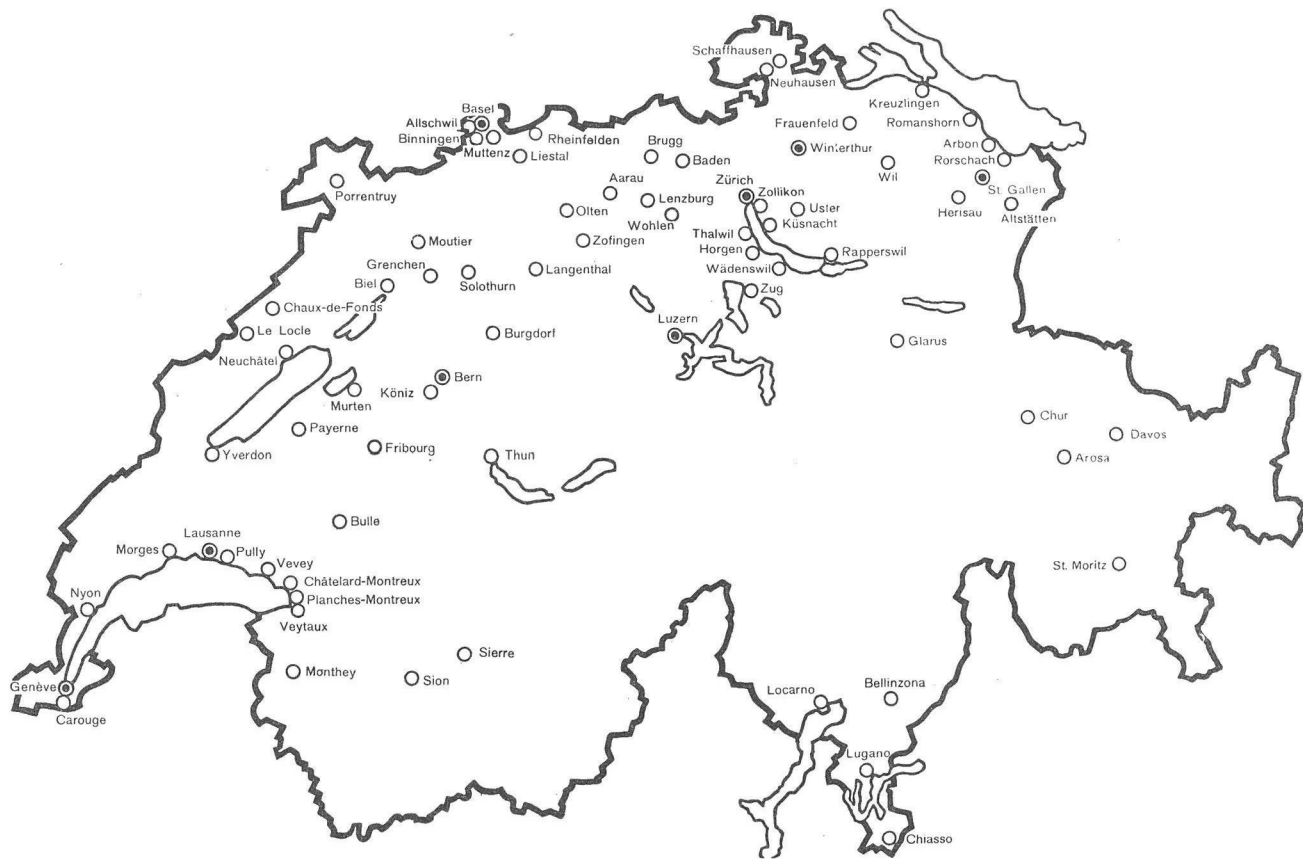 Schaffhausen
Neuhausen
Kreuzlingen
Basel
Allschwil
Binningen
Muttenz
Rheinfelden
Liestal
Frauenfeld
Romanshorn
Winterthur
Arbon
Rorschach
Brugg
Baden
Wil
St. Gallen
Herisau
Altstätten
Porrentruy
Aarau
Lenzburg
Zürich
Zollikon
Uster
Olten
Wohlen
Küsnacht
Thalwil
Moutier
Zofingen
Horgen
Rapperswil
Grenchen
Solothurn
Langenthal
Wädenswil
Biel
Zug
Chaux-de-Fonds
Le Locle
Burgdorf
Luzern
Glarus
Neuchâtel
Bern
Murten
Köniz
Chur
Payerne
Davos
Fribourg
Yverdon
Thun
Arosa
Bulle
Lausanne
Morges
Pully
Vevey
St. Moritz
Châtelard-Montreux
Nyon
Planches-Montreux
Veytaux
Sierre
Monthey
Sion
Genève
Carouge
Locarno
Bellinzona
Lugano
Chiasso